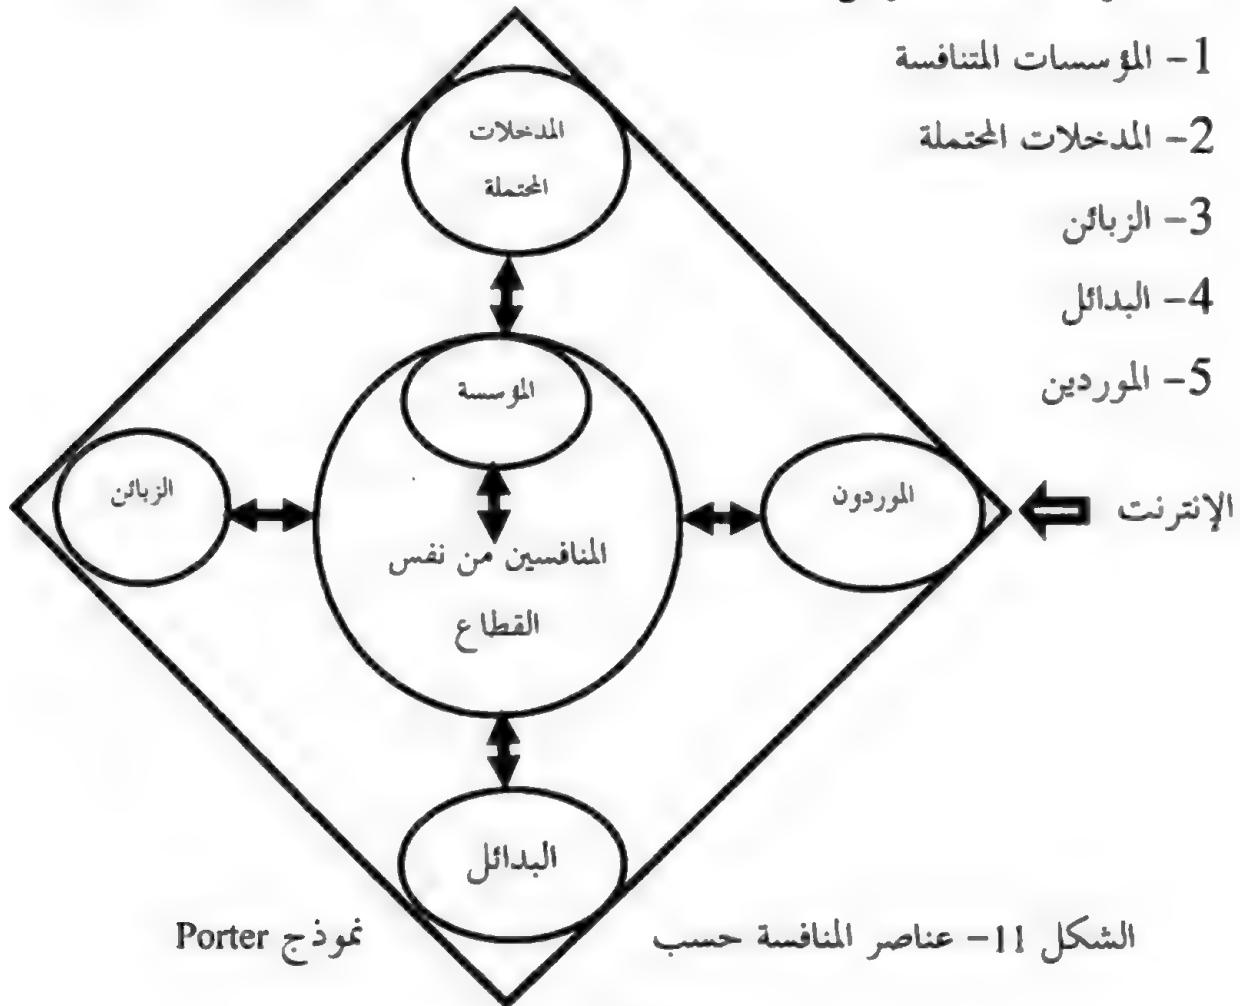 1- المؤسسات المتنافسة
2- المدخلات المحتملة
3- الزبائن
4- البدائل
5- الموردين
المدخلات
المحتملة
المؤسسة
الزبائن
الموردون
الإنترنت
المنافسين من نفس
القطاع
البدائل
الشكل 11- عناصر المنافسة حسب نموذج Porter